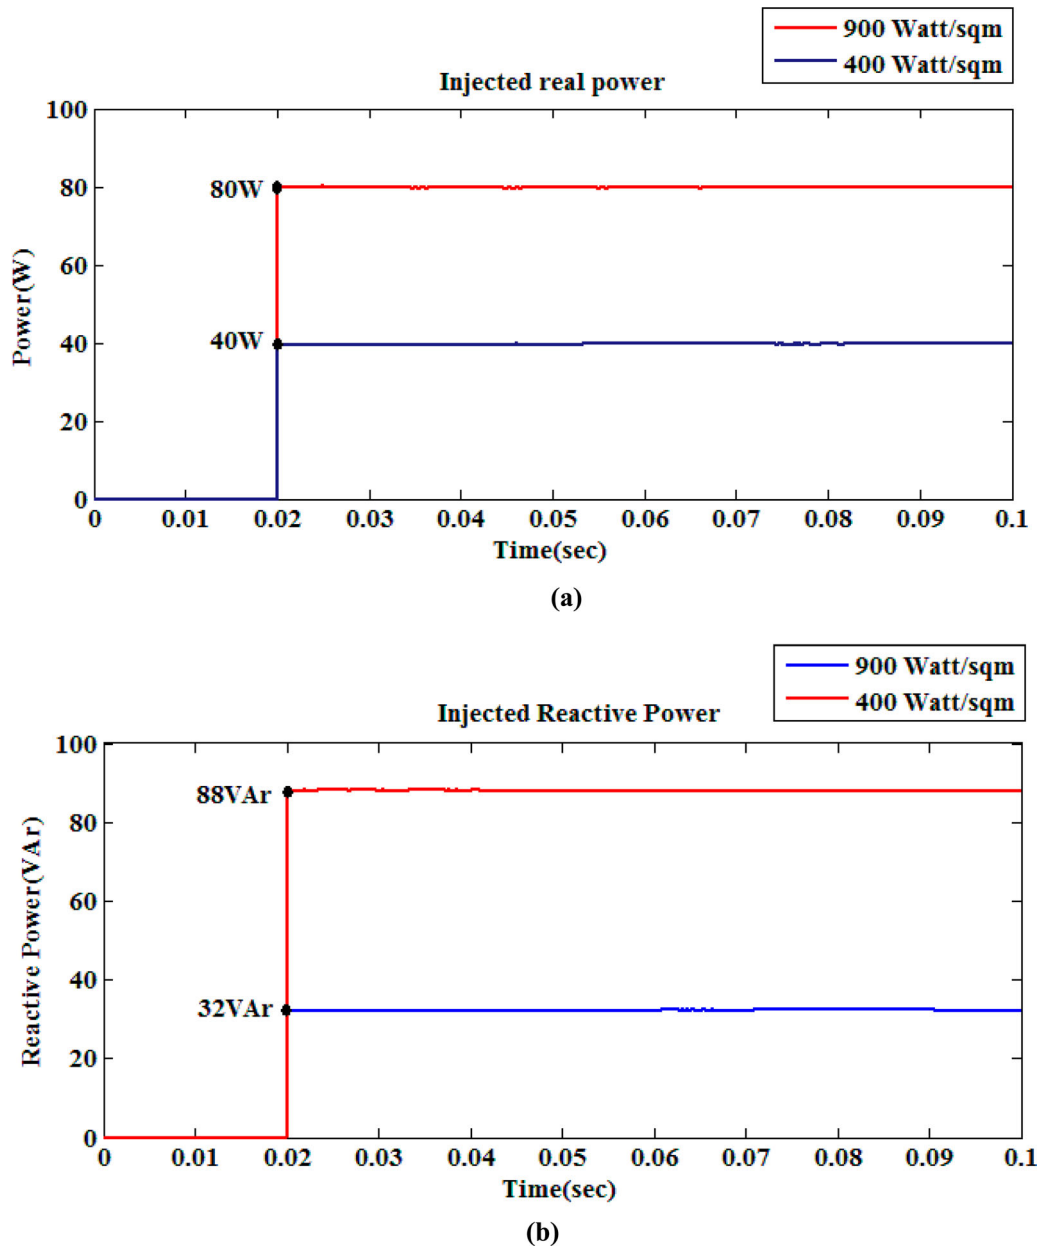 900 Watt/sqm
400 Watt/sqm
Injected real power
100
80
60
40
20
0
80W
40W
Power(W)
0 0.01 0.02 0.03 0.04 0.05 0.06 0.07 0.08 0.09 0.1
Time(sec)
(a)
900 Watt/sqm
400 Watt/sqm
Injected Reactive Power
100
80
60
40
20
0
88VAr
32VAr
Reactive Power(VAr)
0 0.01 0.02 0.03 0.04 0.05 0.06 0.07 0.08 0.09 0.1
Time(sec)
(b)